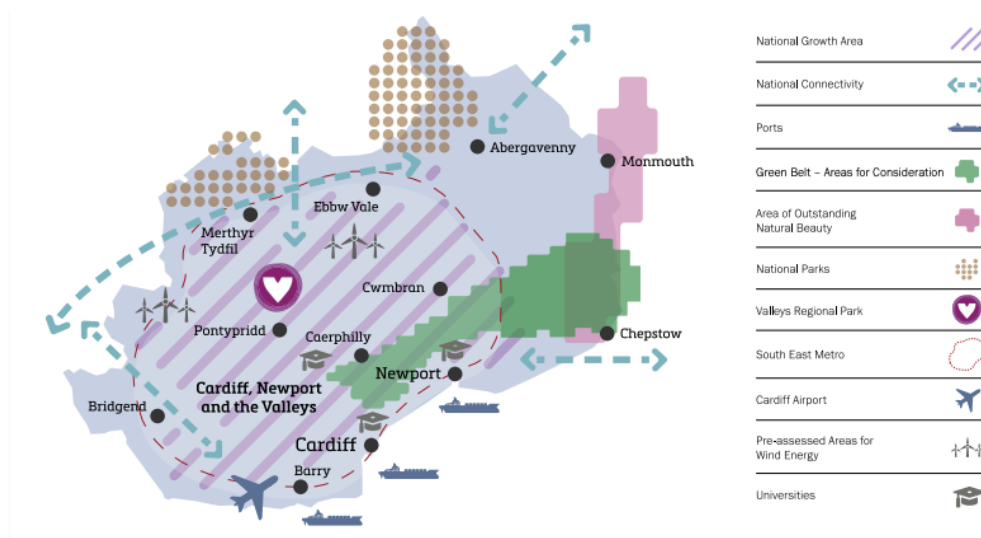 Abergavenny
Monmouth
Ebbw Vale
Merthyr
Tydfil
Cwmbran
Pontypridd
Caerphilly
Chepstow
Newport
Cardiff, Newport
and the Valleys
Bridgend
Cardiff
Barry
National Growth Area
National Connectivity
Ports
Green Belt – Areas for Consideration
Area of Outstanding
Natural Beauty
National Parks
Valleys Regional Park
South East Metro
Cardiff Airport
Pre-assessed Areas for
Wind Energy
Universities